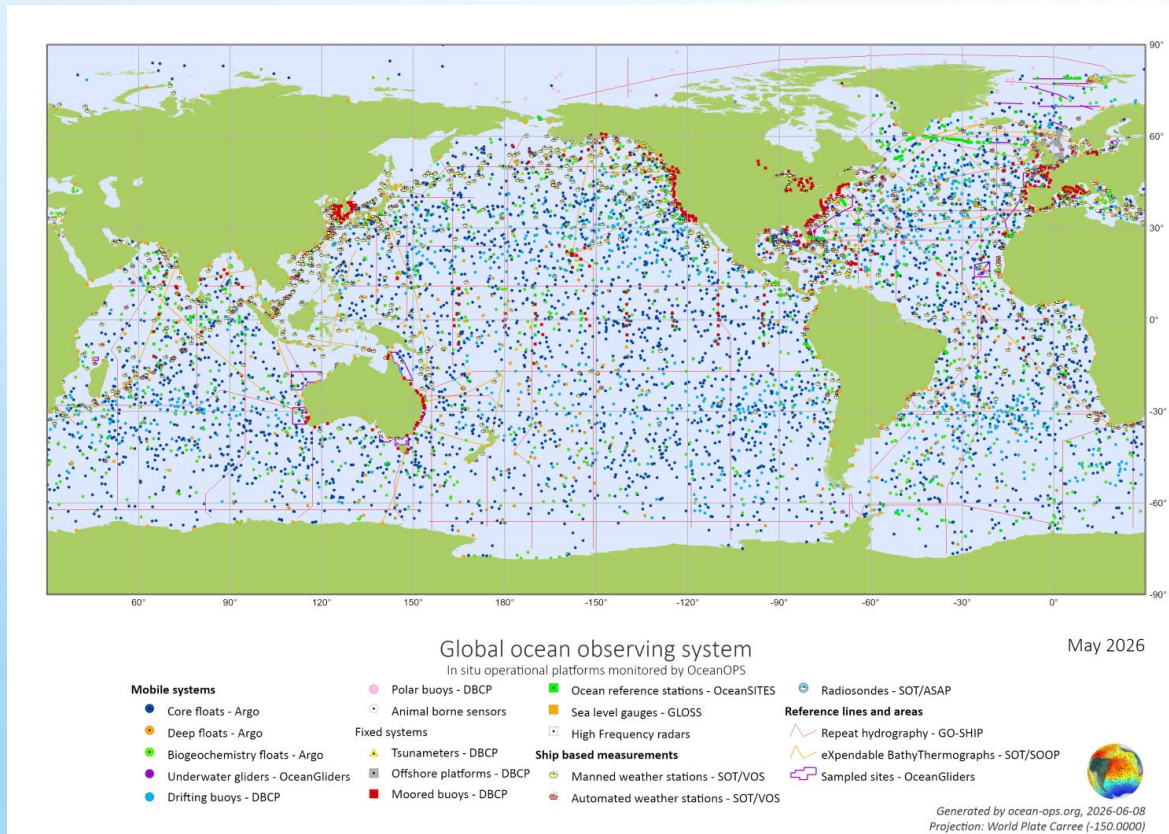 90°
60°
30°
0°
-30°
-60°
-90°
60°
90°
120°
150°
-150°
-120°
-90°
-60°
-30°
0°
Global ocean observing system
In situ operational platforms monitored by OceanOPS
May 2026
Mobile systems
Core floats - Argo
Deep floats - Argo
Biogeochemistry floats - Argo
Underwater gliders - OceanGliders
Drifting buoys - DBCP
Polar buoys - DBCP
Animal borne sensors
Fixed systems
Tsunameters - DBCP
Offshore platforms - DBCP
Moored buoys - DBCP
Ocean reference stations - OceanSITES
Sea level gauges - GLOSS
High Frequency radars
Ship based measurements
Manned weather stations - SOT/VOS
Automated weather stations - SOT/VOS
Radiosondes - SOT/ASAP
Reference lines and areas
Repeat hydrography - GO-SHIP
eXpendable BathyThermographs - SOT/SOOP
Sampled sites - OceanGliders
Generated by ocean-ops.org, 2026-06-08
Projection: World Plate Carree (-150.0000)